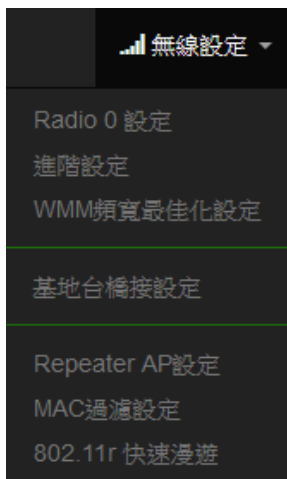 無線設定
Radio 0 設定
進階設定
WMM頻寬最佳化設定
基地台橋接設定
Repeater AP設定
MAC過濾設定
802.11r 快速漫遊